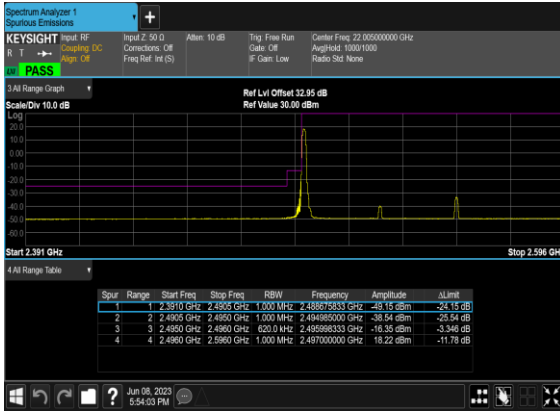 Spectrum Analyzer 1
Spurious Emissions
+
KEYSIGHT Input: RF Input Z: 50 Ω Atten: 10 dB Trig: Free Run Center Freq: 22.005000000 GHz
R T Coupling: DC Corrections: Off Gate: Off Avg|Hold: 1000/1000
Align: Off Freq Ref: Int (S) IF Gain: Low Radio Std: None
PASS
3 All Range Graph
Ref Lvl Offset 32.95 dB
Scale/Div 10.0 dB Ref Value 30.00 dBm
Log
20.0
10.0
0.00
-10.0
-20.0
-30.0
-40.0
-50.0
-60.0
Start 2.391 GHz Stop 2.596 GH
4 All Range Table
Spur Range Start Freq Stop Freq RBW Frequency Amplitude ΔLimit
1 1 2.3910 GHz 2.4905 GHz 1.000 MHz 2.488675833 GHz -49.15 dBm -24.15 dB
2 2 2.4905 GHz 2.4950 GHz 1.000 MHz 2.494985000 GHz -38.54 dBm -25.54 dB
3 3 2.4950 GHz 2.4960 GHz 620.0 kHz 2.495998333 GHz -16.35 dBm -3.346 dB
4 4 2.4960 GHz 2.5960 GHz 1.000 MHz 2.497000000 GHz 18.22 dBm -11.78 dB
?
Jun 08, 2023
5:54:03 PM